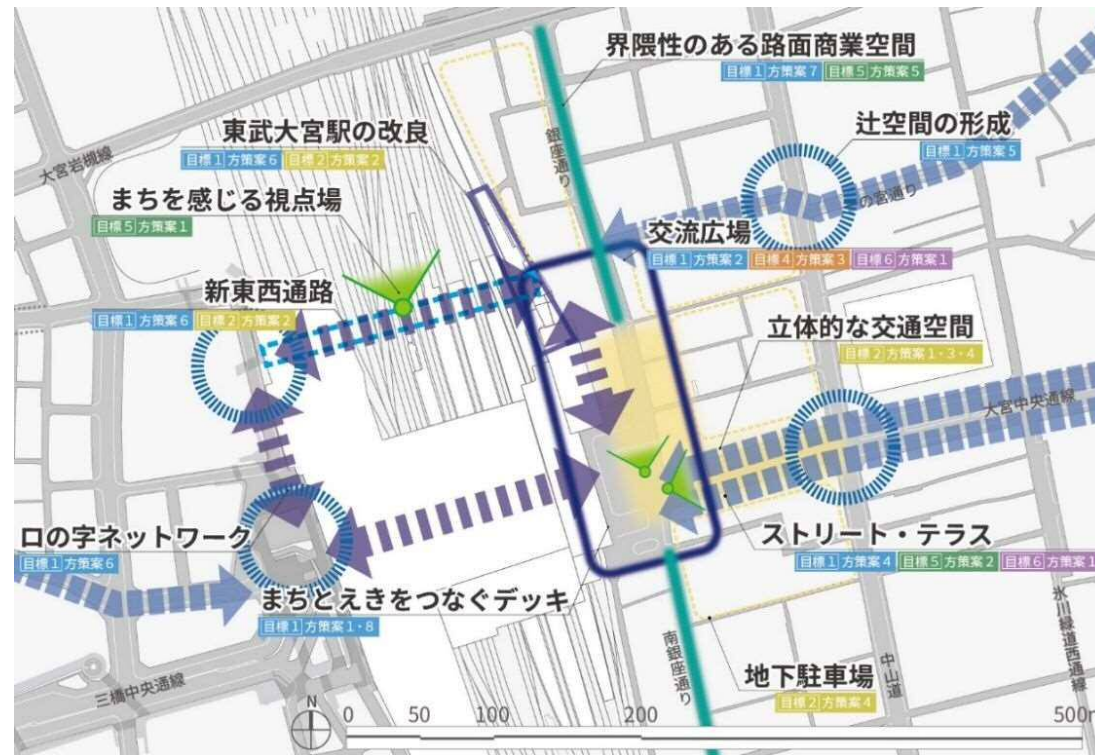 界隈性のある路面商業空間
目標1 方策案7 目標5 方策案5
大宮岩槻線
東武大宮駅の改良
目標1 方策案6 目標2 方策案2
銀座通り
辻空間の形成
目標1 方策案5
の宮通り
まちを感じる視点場
目標5 方策案1
交流広場
目標1 方策案2 目標4 方策案3 目標6 方策案1
新東西通路
目標1 方策案6 目標2 方策案2
立体的な交通空間
目標2 方策案1・3・4
大宮中央通線
ロの字ネットワーク
目標1 方策案6
ストリート・テラス
目標1 方策案4 目標5 方策案2 目標6 方策案1
まちとえきをつなぐデッキ
目標1 方策案1・8
氷川緑道西通線
南銀座通り
中山道
地下駐車場
目標2 方策案4
三橋中央通線
N 0 50 100 200 500m